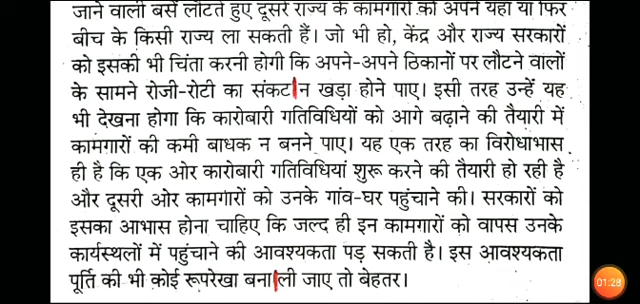 जाने वाली बसें लौटते हुए दूसरे राज्य के कामगारों को अपने यहां या फिर
बीच के किसी राज्य ला सकती हैं। जो भी हो, केंद्र और राज्य सरकारों
को इसकी भी चिंता करनी होगी कि अपने-अपने ठिकानों पर लौटने वालों
के सामने रोजी-रोटी का संकट न खड़ा होने पाए। इसी तरह उन्हें यह
भी देखना होगा कि कारोबारी गतिविधियों को आगे बढ़ाने की तैयारी में
कामगारों की कमी बाधक न बनने पाए। यह एक तरह का विरोधाभास
ही है कि एक ओर कारोबारी गतिविधियां शुरू करने की तैयारी हो रही है
और दूसरी ओर कामगारों को उनके गांव-घर पहुंचाने की। सरकारों को
इसका आभास होना चाहिए कि जल्द ही इन कामगारों को वापस उनके
कार्यस्थलों में पहुंचाने की आवश्यकता पड़ सकती है। इस आवश्यकता
पूर्ति की भी कोई रूपरेखा बना ली जाए तो बेहतर।
01:28